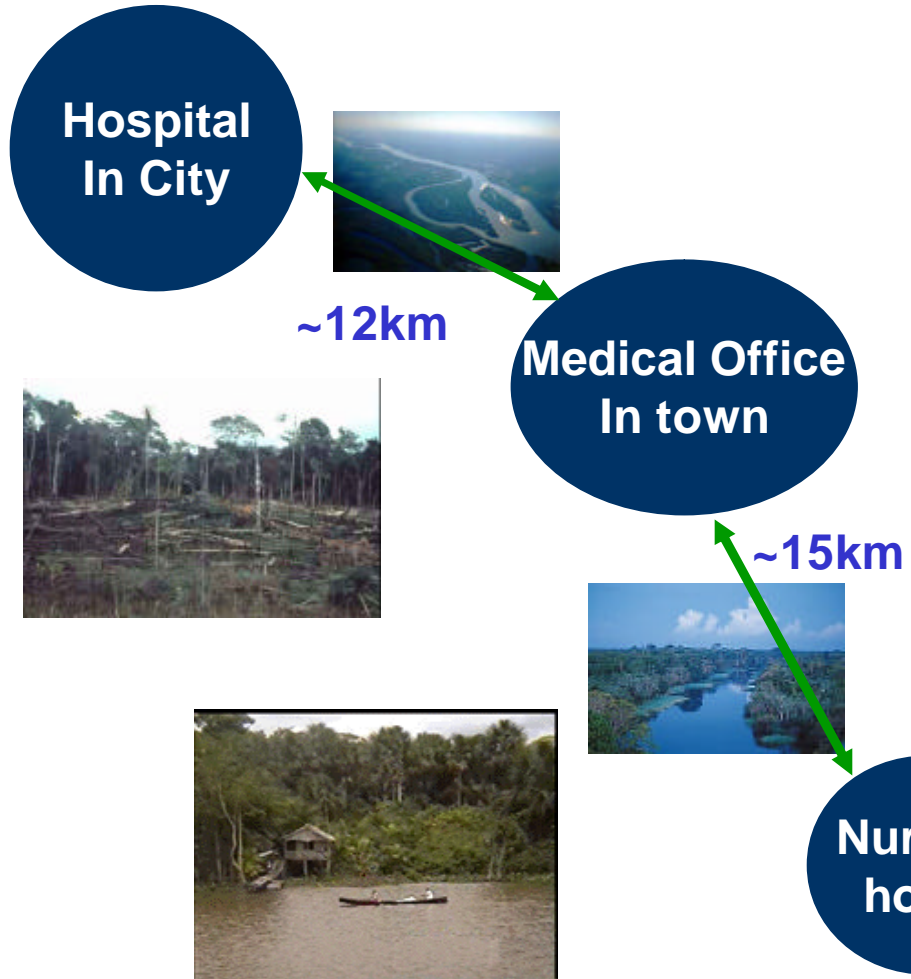 Hospital
In City
~12km
Medical Office
In town
~15km